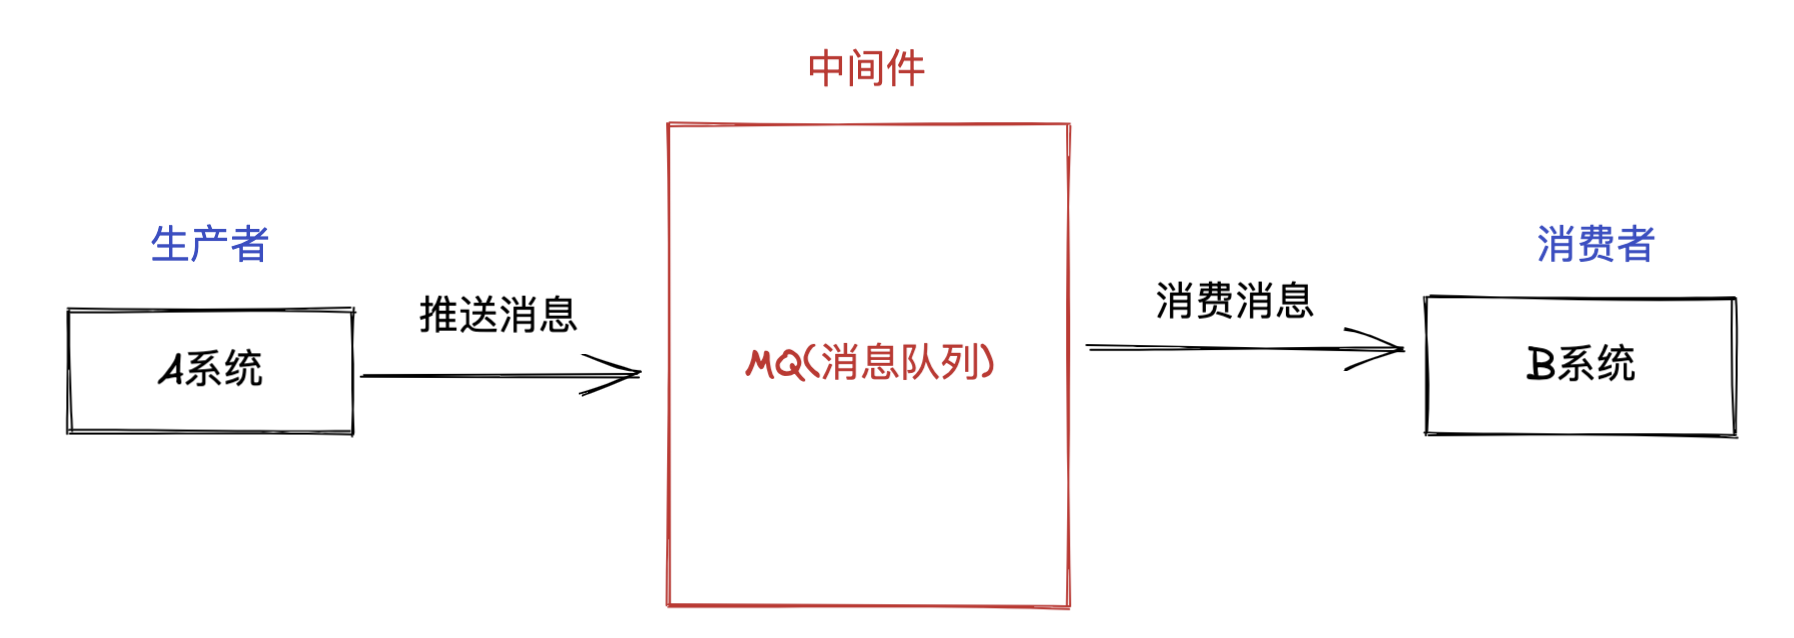 中间件
生产者
消费者
推送消息
消费消息
A系统
MQ(消息队列)
B系统